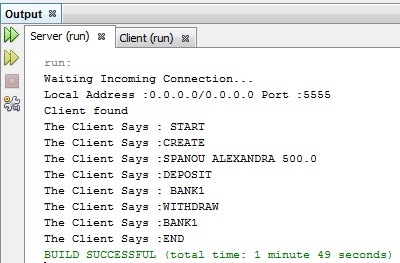 Output
Server (run) Client (run)
run:
Waiting Incoming Connection...
Local Address :0.0.0.0/0.0.0.0 Port :5555
Client found
The Client Says : START
The Client Says :CREATE
The Client Says :SPANOU ALEXANDRA 500.0
The Client Says :DEPOSIT
The Client Says : BANK1
The Client Says :WITHDRAW
The Client Says :BANK1
The Client Says :END
BUILD SUCCESSFUL (total time: 1 minute 49 seconds)